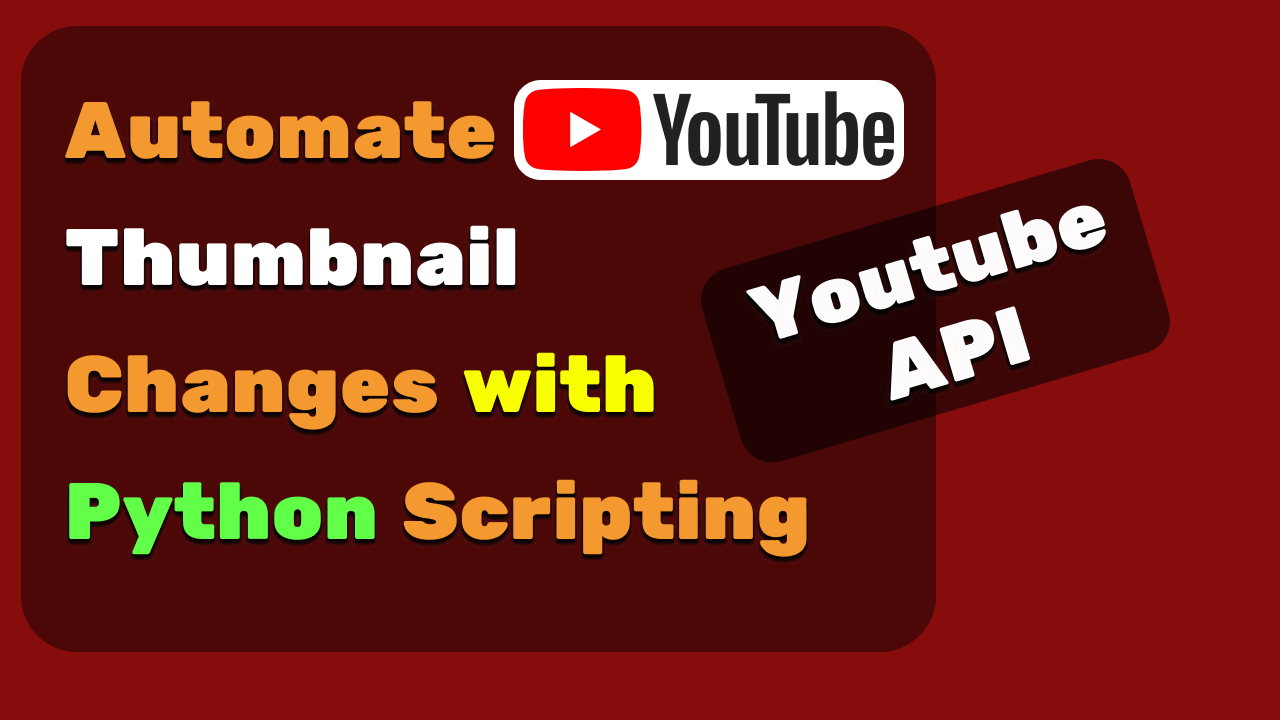 Automate YouTube
Thumbnail
Changes with
Python Scripting
Youtube
API